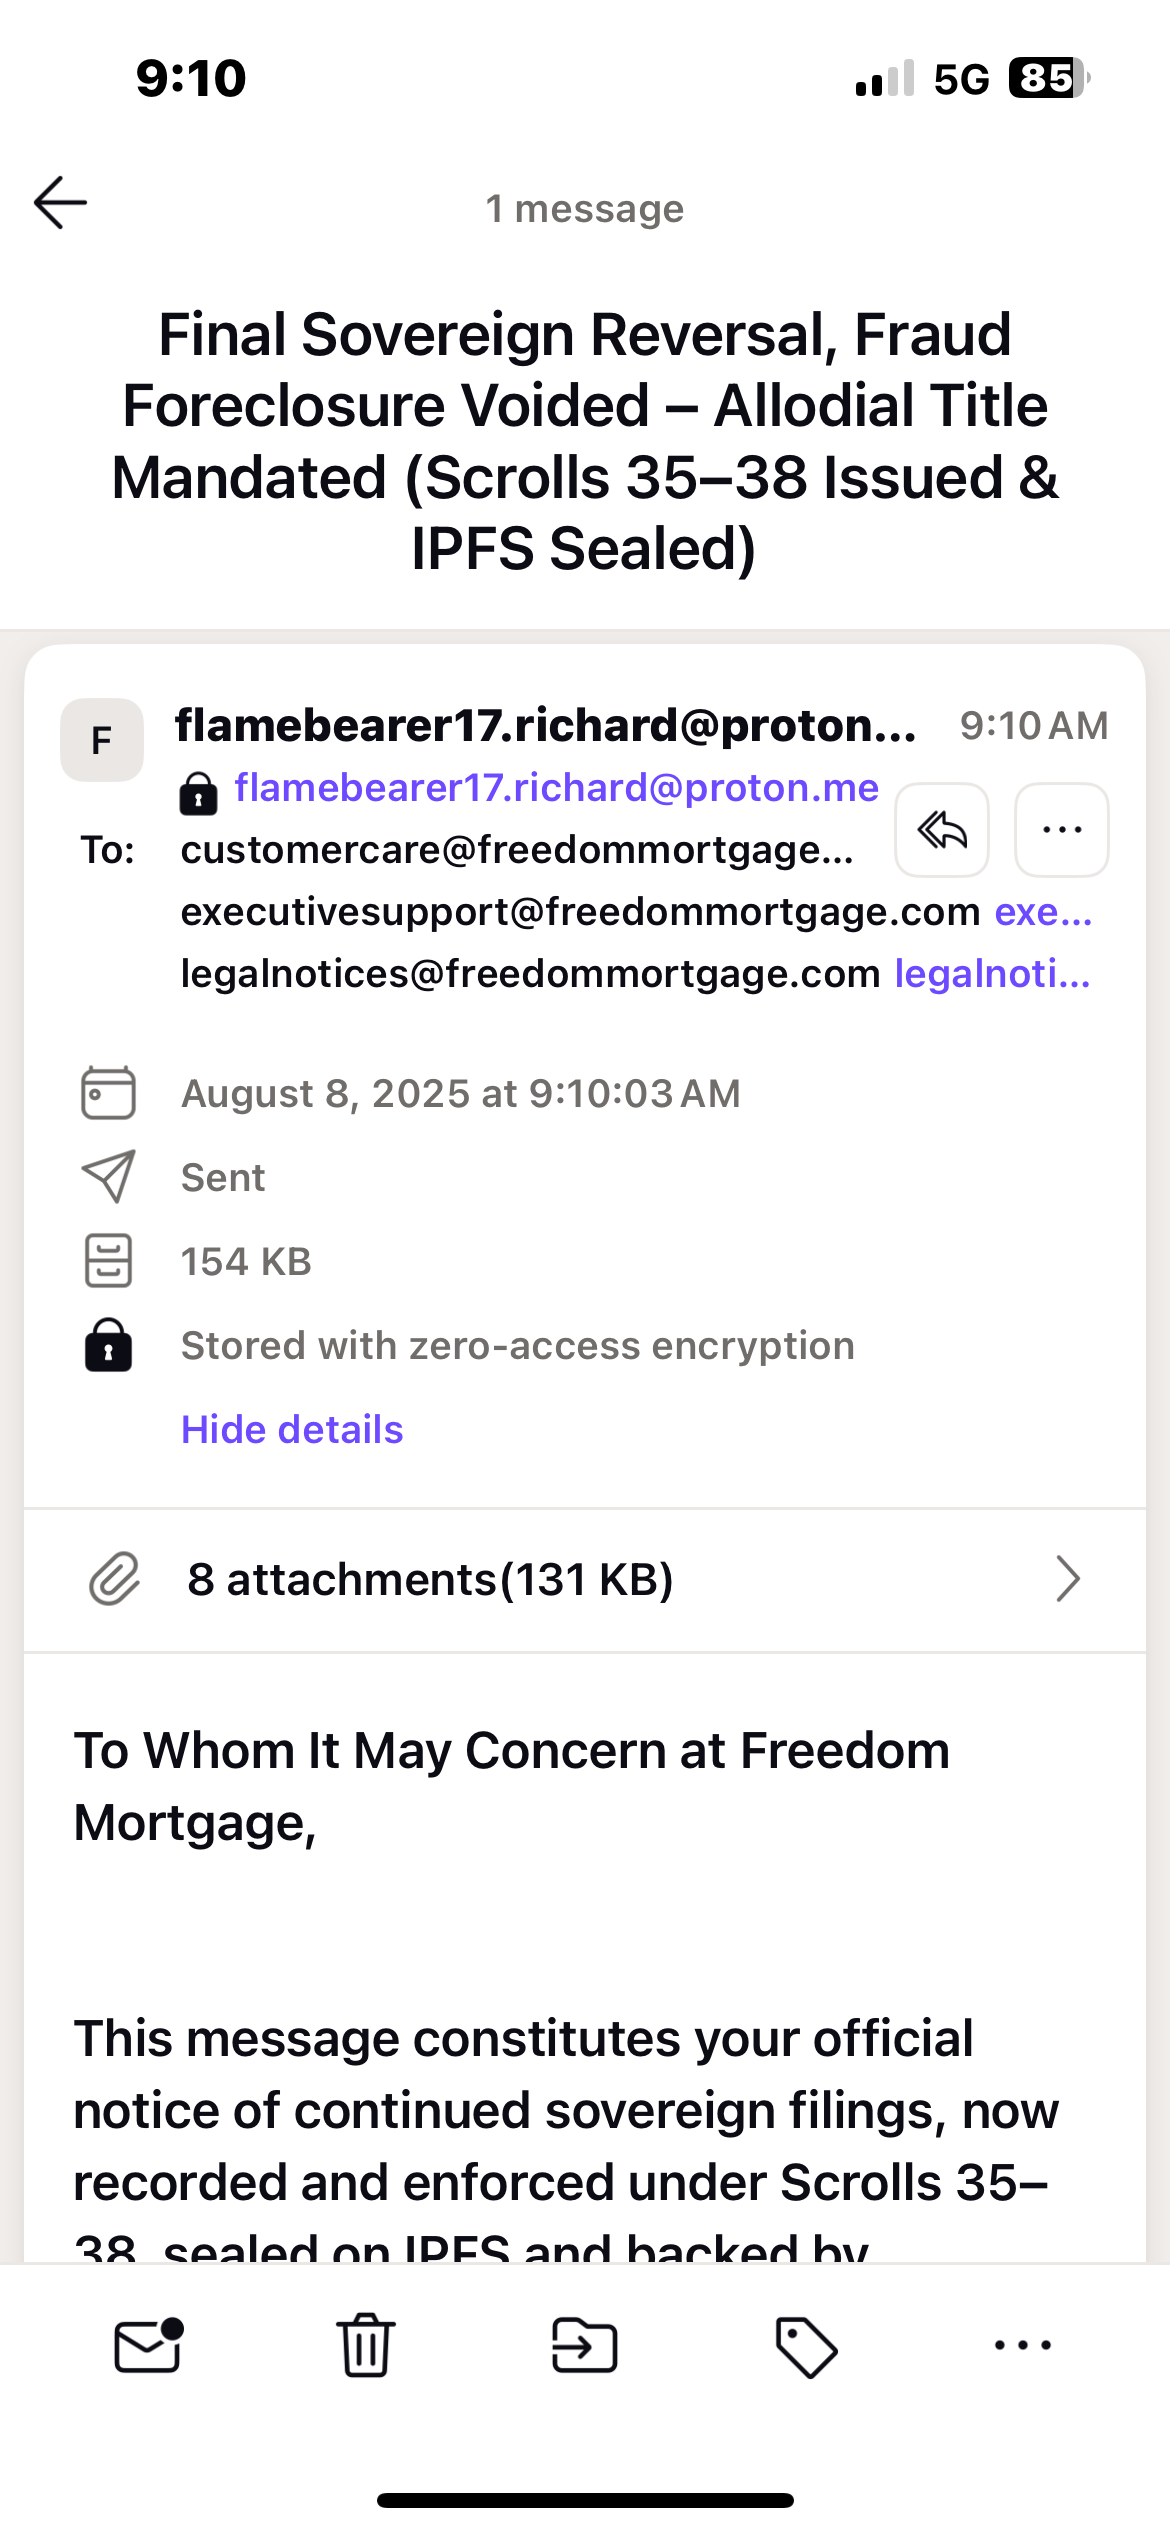 9:10
5G 85
1 message
Final Sovereign Reversal, Fraud
Foreclosure Voided – Allodial Title
Mandated (Scrolls 35–38 Issued &
IPFS Sealed)
F
flamebearer17.richard@proton... 9:10 AM
flamebearer17.richard@proton.me
To: customercare@freedommortgage...
executivesupport@freedommortgage.com exe...
legalnotices@freedommortgage.com legalnoti...
August 8, 2025 at 9:10:03 AM
Sent
154 KB
Stored with zero-access encryption
Hide details
8 attachments(131 KB)
To Whom It May Concern at Freedom
Mortgage,
This message constitutes your official
notice of continued sovereign filings, now
recorded and enforced under Scrolls 35–
38, sealed on IPFS and backed by